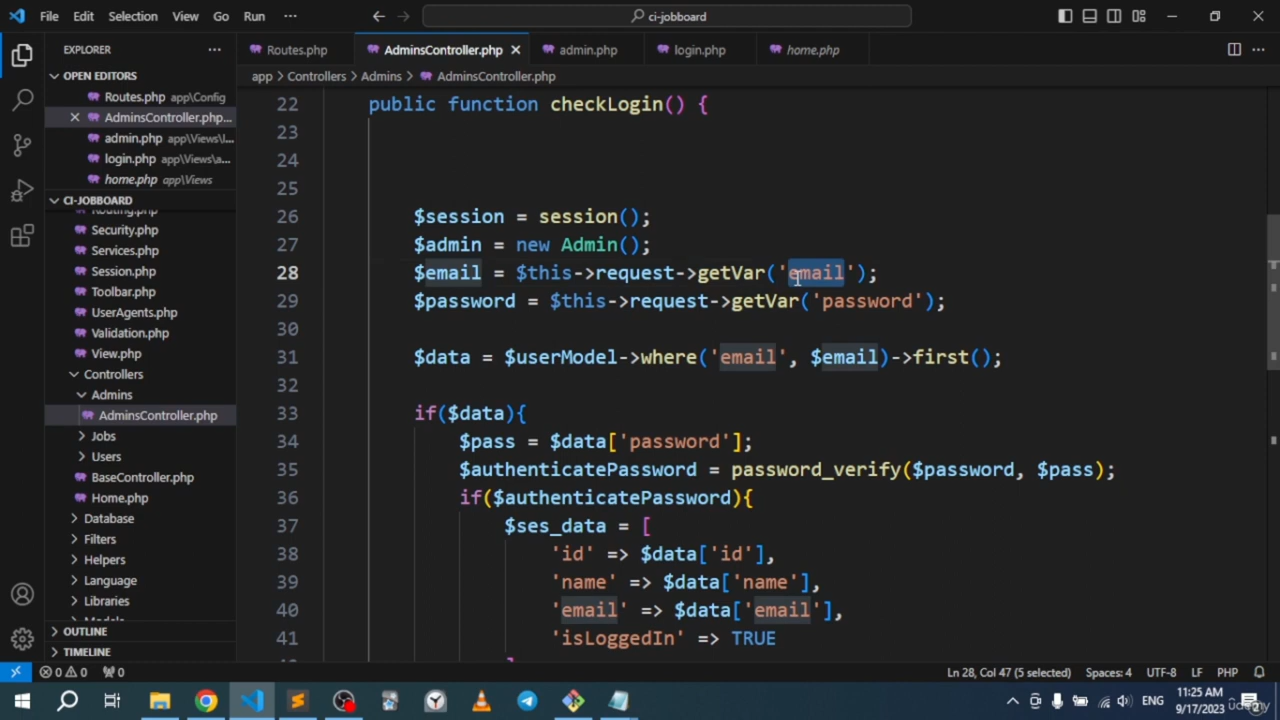 File Edit Selection View Go Run ··· ci-jobboard
EXPLORER ··· Routes.php AdminsController.php admin.php login.php home.php
OPEN EDITORS app > Controllers > Admins > AdminsController.php
Routes.php app\Config
AdminsController.php...
admin.php app\Views\l...
login.php app\Views\a...
home.php app\Views
CI-JOBBOARD
Routing.php
Security.php
Services.php
Session.php
Toolbar.php
UserAgents.php
Validation.php
View.php
Controllers
Admins
AdminsController.php
Jobs
Users
BaseController.php
Home.php
Database
Filters
Helpers
Language
Libraries
Models
OUTLINE
TIMELINE
22 public function checkLogin() {
23
24
25
26 $session = session();
27 $admin = new Admin();
28 $email = $this->request->getVar('email');
29 $password = $this->request->getVar('password');
30
31 $data = $userModel->where('email', $email)->first();
32
33 if($data){
34 $pass = $data['password'];
35 $authenticatePassword = password_verify($password, $pass);
36 if($authenticatePassword){
37 $ses_data = [
38 'id' => $data['id'],
39 'name' => $data['name'],
40 'email' => $data['email'],
41 'isLoggedIn' => TRUE
0 0 0 Ln 28, Col 47 (5 selected) Spaces: 4 UTF-8 LF PHP
ENG 11:25 AM 9/17/2023
udemy